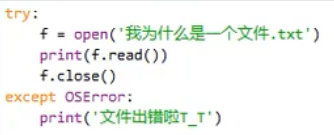 try:
    f = open('我为什么是一个文件.txt')
    print(f.read())
    f.close()
except OSError:
    print('文件出错啦T_T')